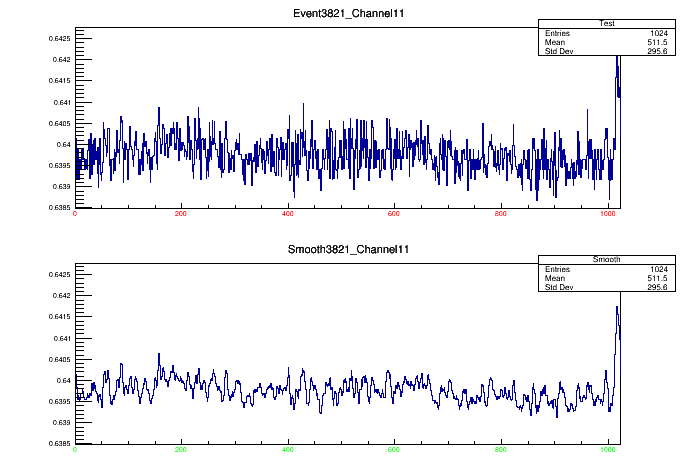 Event3821_Channel11
Test
Entries 1024
Mean 511.5
Std Dev 295.6
0.6425
0.642
0.6415
0.641
0.6405
0.64
0.6395
0.639
0.6385
0 200 400 600 800 1000
Smooth3821_Channel11
Smooth
Entries 1024
Mean 511.5
Std Dev 295.6
0.6425
0.642
0.6415
0.641
0.6405
0.64
0.6395
0.639
0.6385
0 200 400 600 800 1000